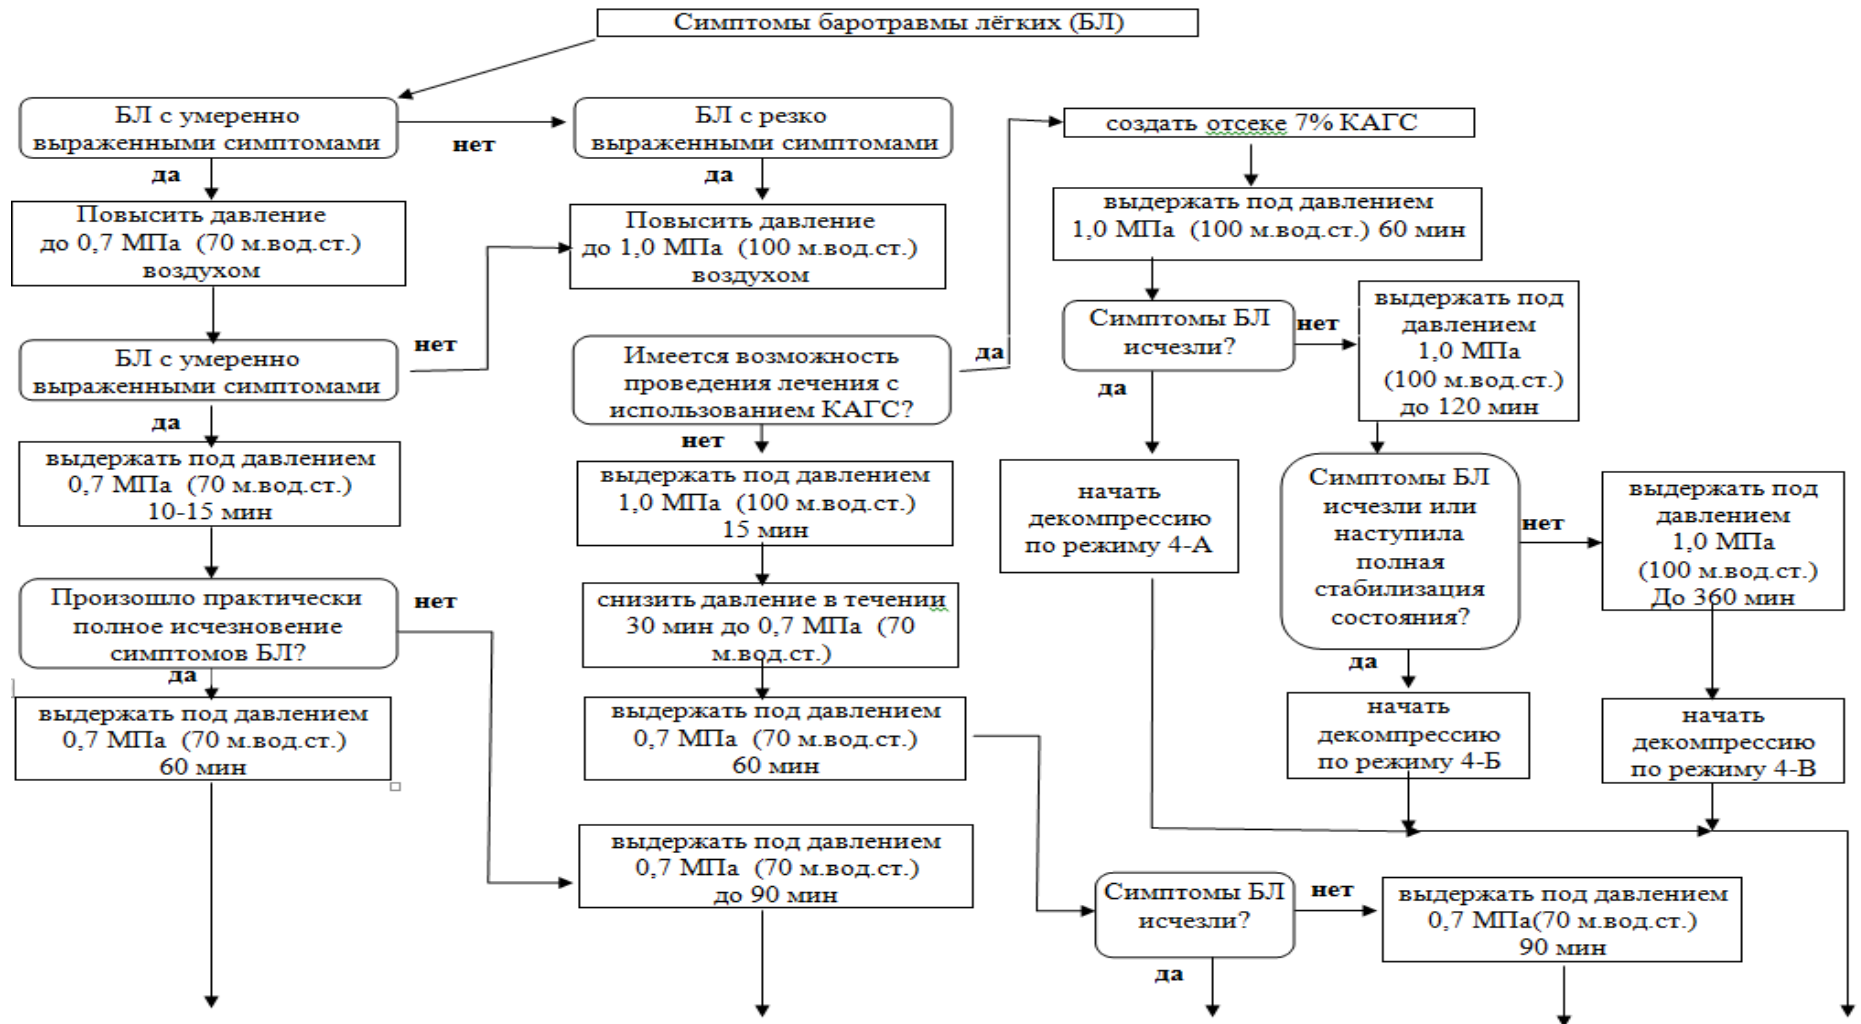 Симптомы баротравмы лёгких (БЛ)
БЛ с умеренно
выраженными симптомами
нет
да
Повысить давление
до 0,7 МПа (70 м.вод.ст.)
воздухом
БЛ с умеренно
выраженными симптомами
нет
да
выдержать под давлением
0,7 МПа (70 м.вод.ст.)
10-15 мин
Произошло практически
полное исчезновение
симптомов БЛ?
нет
да
выдержать под давлением
0,7 МПа (70 м.вод.ст.)
60 мин
БЛ с резко
выраженными симптомами
да
Повысить давление
до 1,0 МПа (100 м.вод.ст.)
воздухом
Имеется возможность
проведения лечения с
использованием КАГС?
да
нет
выдержать под давлением
1,0 МПа (100 м.вод.ст.)
15 мин
снизить давление в течении
30 мин до 0,7 МПа (70
м.вод.ст.)
выдержать под давлением
0,7 МПа (70 м.вод.ст.)
60 мин
выдержать под давлением
0,7 МПа (70 м.вод.ст.)
до 90 мин
создать отсеке 7% КАГС
выдержать под давлением
1,0 МПа (100 м.вод.ст.) 60 мин
Симптомы БЛ
исчезли?
нет
да
выдержать под
давлением
1,0 МПа
(100 м.вод.ст.)
до 120 мин
начать
декомпрессию
по режиму 4-А
Симптомы БЛ
исчезли или
наступила
полная
стабилизация
состояния?
нет
да
выдержать под
давлением
1,0 МПа
(100 м.вод.ст.)
До 360 мин
начать
декомпрессию
по режиму 4-Б
начать
декомпрессию
по режиму 4-В
Симптомы БЛ
исчезли?
нет
да
выдержать под давлением
0,7 МПа(70 м.вод.ст.)
90 мин